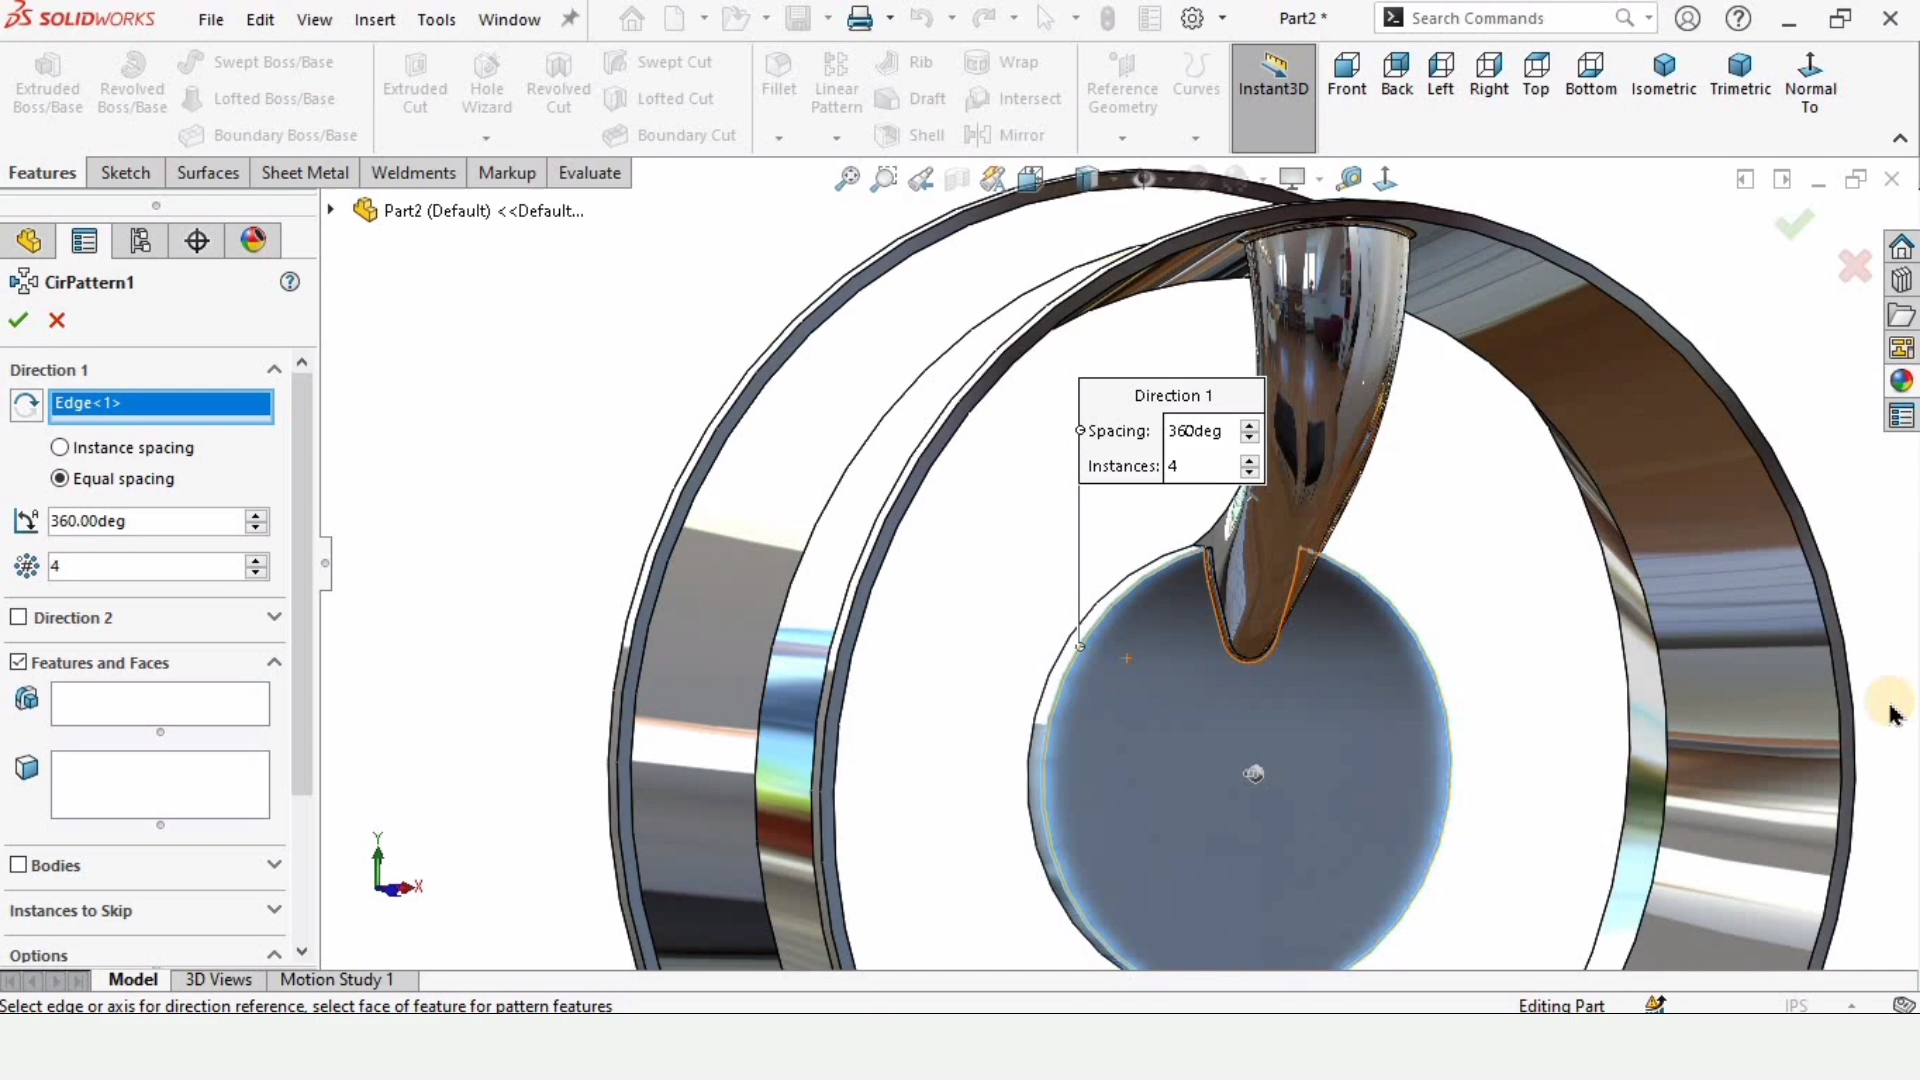 SOLIDWORKS
File Edit View Insert Tools Window
Part2 *
Search Commands
Extruded Boss/Base
Revolved Boss/Base
Swept Boss/Base
Lofted Boss/Base
Boundary Boss/Base
Extruded Cut
Hole Wizard
Revolved Cut
Swept Cut
Lofted Cut
Boundary Cut
Fillet
Linear Pattern
Rib
Draft
Shell
Wrap
Intersect
Mirror
Reference Geometry
Curves
Instant3D
Front
Back
Left
Right
Top
Bottom
Isometric
Trimetric
Normal To
Features Sketch Surfaces Sheet Metal Weldments Markup Evaluate
Part2 (Default) <<Default...
CirPattern1
Direction 1
Edge<1>
Instance spacing
Equal spacing
360.00deg
4
Direction 2
Features and Faces
Bodies
Instances to Skip
Options
Direction 1
Spacing: 360deg
Instances: 4
Y
X
Model 3D Views Motion Study 1
Select edge or axis for direction reference, select face of feature for pattern features
Editing Part
IPS